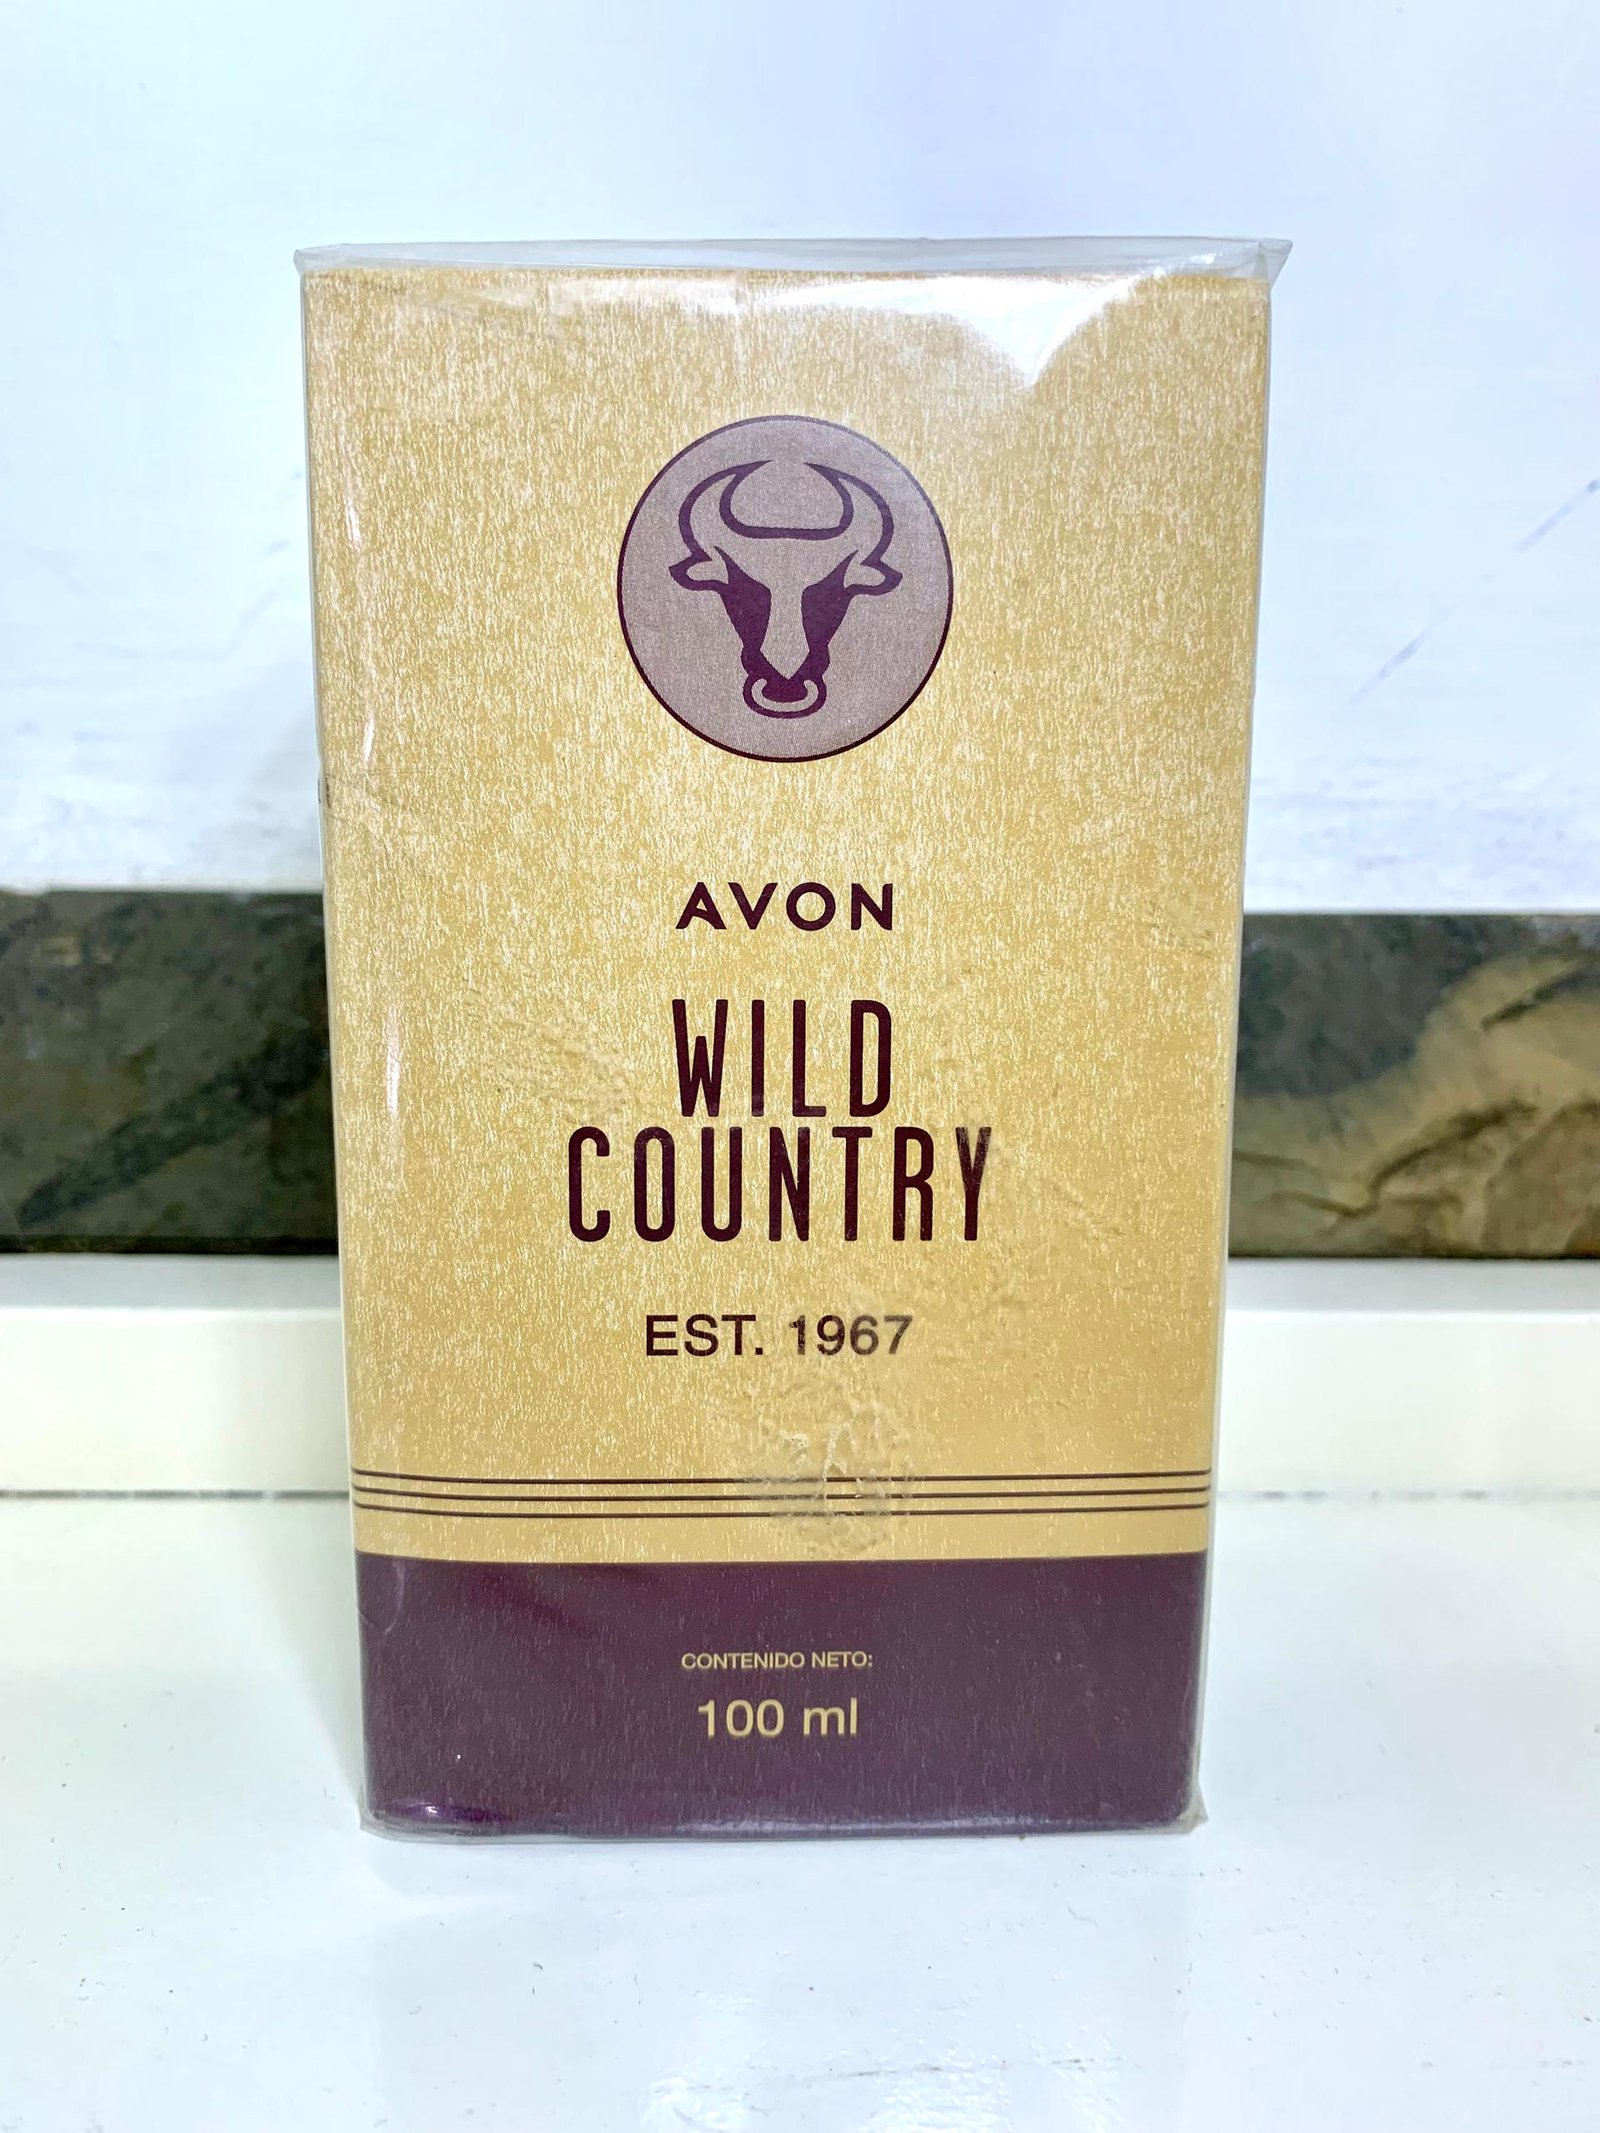 AVON
WILD
COUNTRY
EST. 1967
CONTENIDO NETO:
100 ml